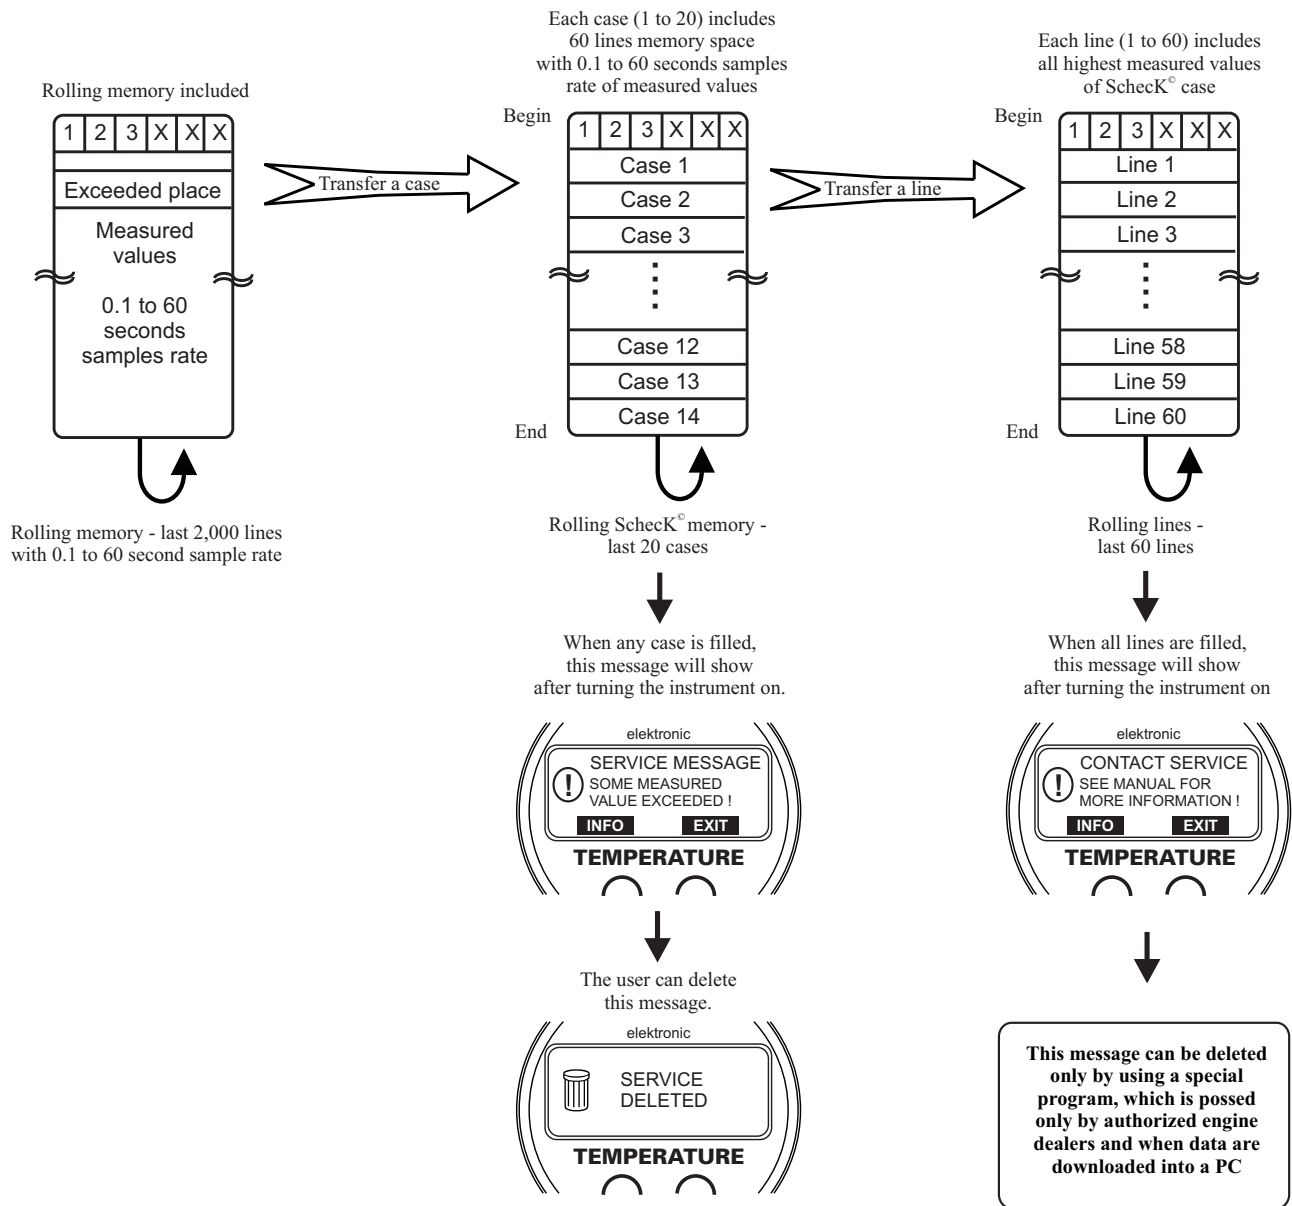 Rolling memory included
1 2 3 X X X
Exceeded place
Measured
values
0.1 to 60
seconds
samples rate
Rolling memory - last 2,000 lines
with 0.1 to 60 second sample rate
Transfer a case
Each case (1 to 20) includes
60 lines memory space
with 0.1 to 60 seconds samples
rate of measured values
Begin
1 2 3 X X X
Case 1
Case 2
Case 3
Case 12
Case 13
Case 14
End
Rolling SchecK© memory -
last 20 cases
When any case is filled,
this message will show
after turning the instrument on.
elektronic
! SERVICE MESSAGE
SOME MEASURED
VALUE EXCEEDED !
INFO EXIT
TEMPERATURE
The user can delete
this message.
elektronic
SERVICE
DELETED
TEMPERATURE
Transfer a line
Each line (1 to 60) includes
all highest measured values
of SchecK© case
Begin
1 2 3 X X X
Line 1
Line 2
Line 3
Line 58
Line 59
Line 60
End
Rolling lines -
last 60 lines
When all lines are filled,
this message will show
after turning the instrument on
elektronic
! CONTACT SERVICE
SEE MANUAL FOR
MORE INFORMATION !
INFO EXIT
TEMPERATURE
This message can be deleted
only by using a special
program, which is possed
only by authorized engine
dealers and when data are
downloaded into a PC